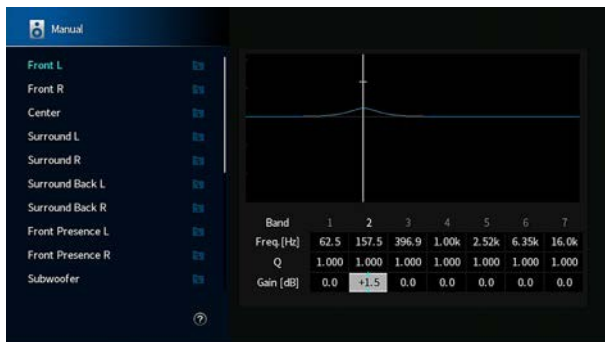 Manual
Front L
Front R
Center
Surround L
Surround R
Surround Back L
Surround Back R
Front Presence L
Front Presence R
Subwoofer
?
Band 1 2 3 4 5 6 7
Freq.[Hz] 62.5 157.5 396.9 1.00k 2.52k 6.35k 16.0k
Q 1.000 1.000 1.000 1.000 1.000 1.000 1.000
Gain [dB] 0.0 +1.5 0.0 0.0 0.0 0.0 0.0